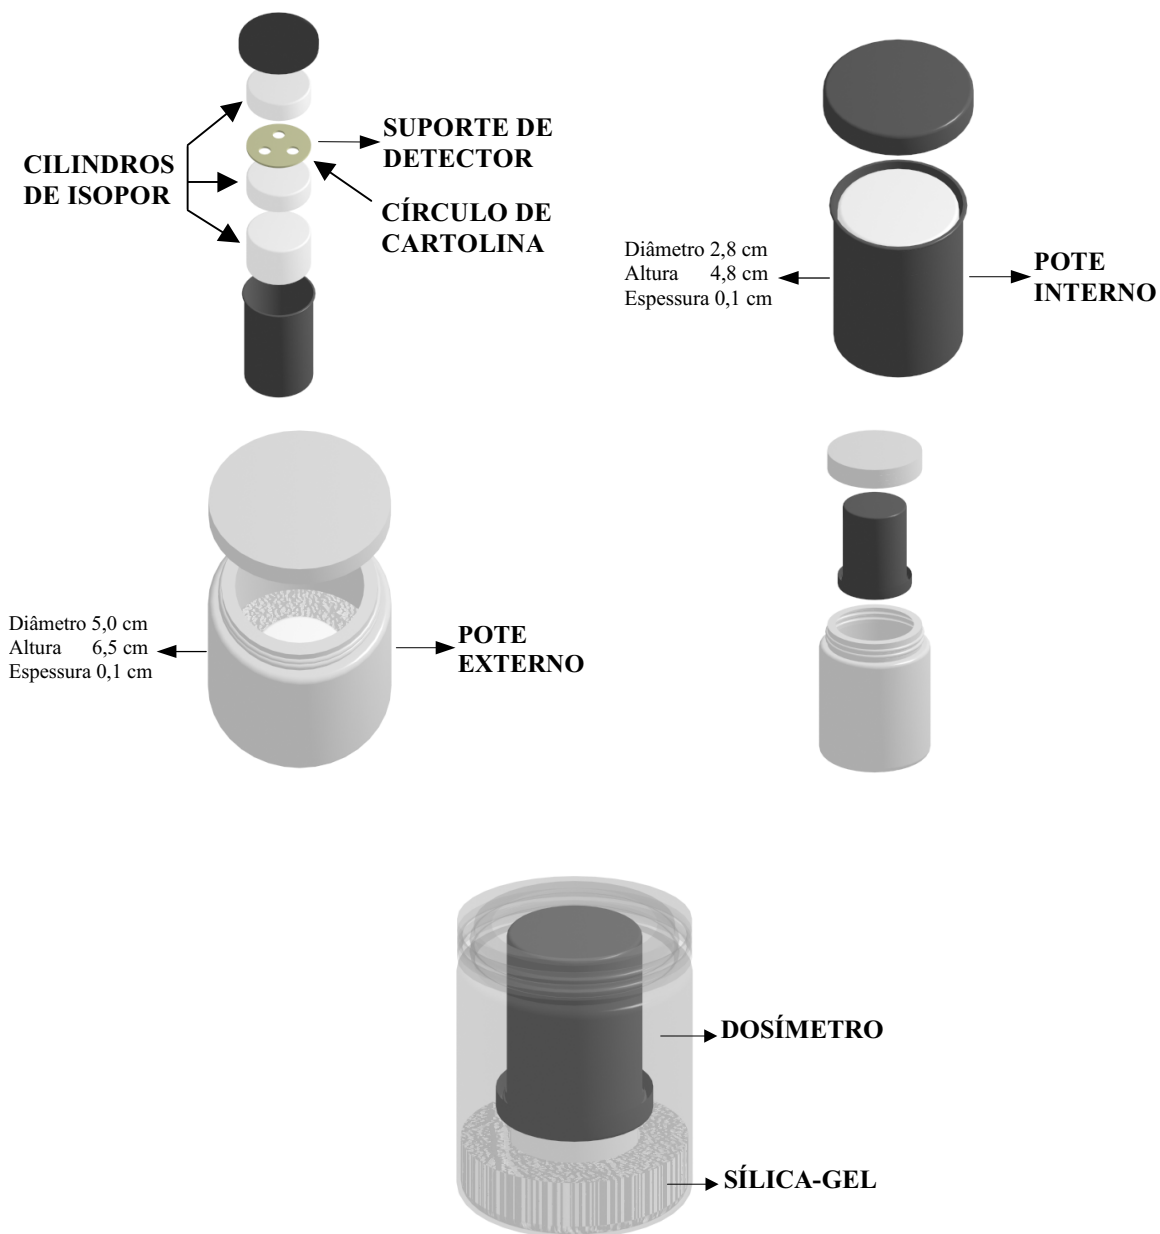 CILINDROS
DE ISOPOR
SUPORTE DE
DETECTOR
CÍRCULO DE
CARTOLINA
Diâmetro 2,8 cm
Altura 4,8 cm
Espessura 0,1 cm
POTE
INTERNO
Diâmetro 5,0 cm
Altura 6,5 cm
Espessura 0,1 cm
POTE
EXTERNO
DOSÍMETRO
SÍLICA-GEL